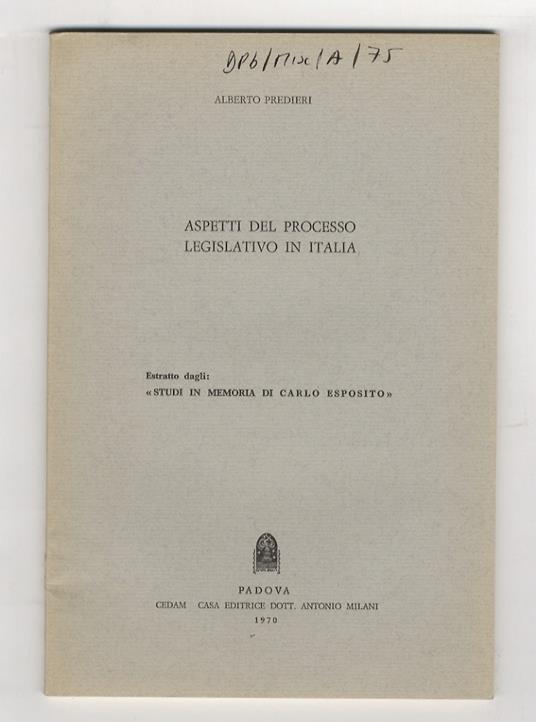 DPb/Misc/A/75
ALBERTO PREDIERI
ASPETTI DEL PROCESSO
LEGISLATIVO IN ITALIA
Estratto dagli:
« STUDI IN MEMORIA DI CARLO ESPOSITO »
PADOVA
CEDAM CASA EDITRICE DOTT. ANTONIO MILANI
1970